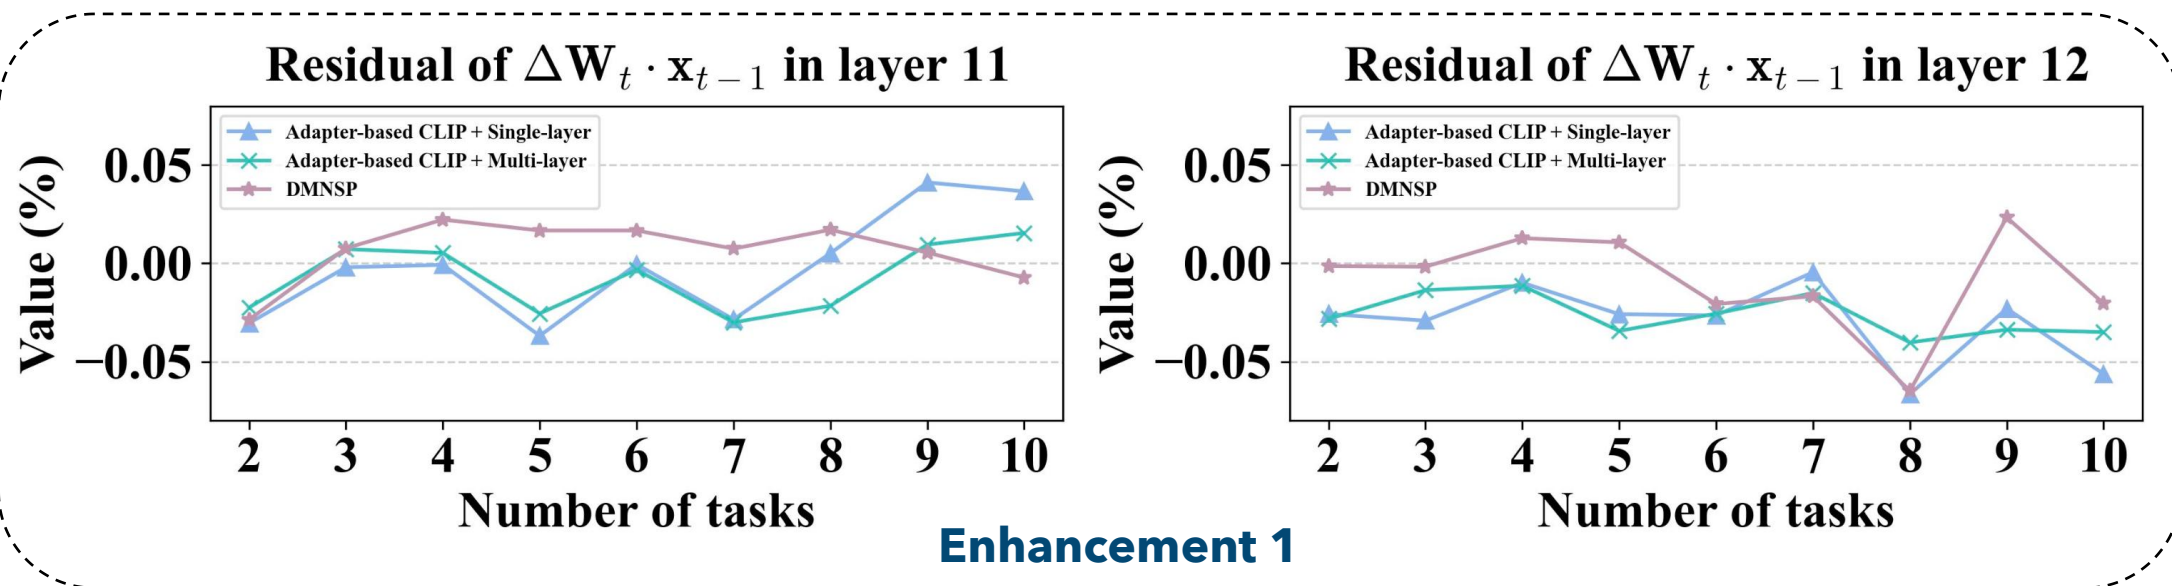 Residual of ΔW_t · x_{t−1} in layer 11
Adapter-based CLIP + Single-layer
Adapter-based CLIP + Multi-layer
DMNSP
Value (%)
0.05
0.00
−0.05
2 3 4 5 6 7 8 9 10
Number of tasks
Residual of ΔW_t · x_{t−1} in layer 12
Adapter-based CLIP + Single-layer
Adapter-based CLIP + Multi-layer
DMNSP
Value (%)
0.05
0.00
−0.05
2 3 4 5 6 7 8 9 10
Number of tasks
Enhancement 1